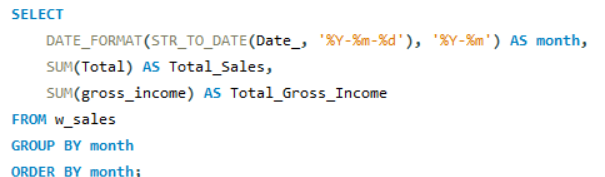 SELECT
DATE_FORMAT(STR_TO_DATE(Date_, '%Y-%m-%d'), '%Y-%m') AS month,
SUM(Total) AS Total_Sales,
SUM(gross_income) AS Total_Gross_Income
FROM w_sales
GROUP BY month
ORDER BY month;